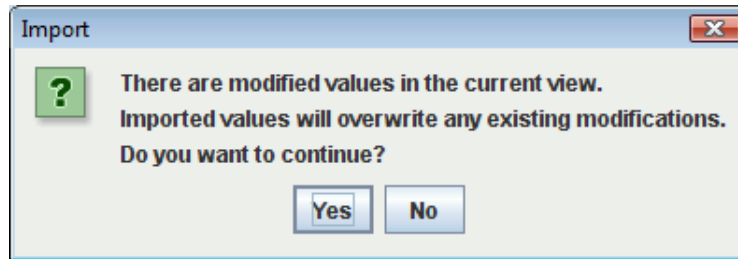 Import
?
There are modified values in the current view.
Imported values will overwrite any existing modifications.
Do you want to continue?
Yes No